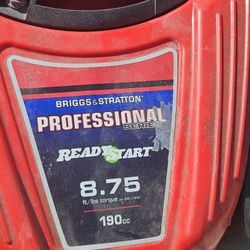 BRIGGS & STRATTON
PROFESSIONAL
SERIES
READY START
8.75
ft/lbs torque
190cc